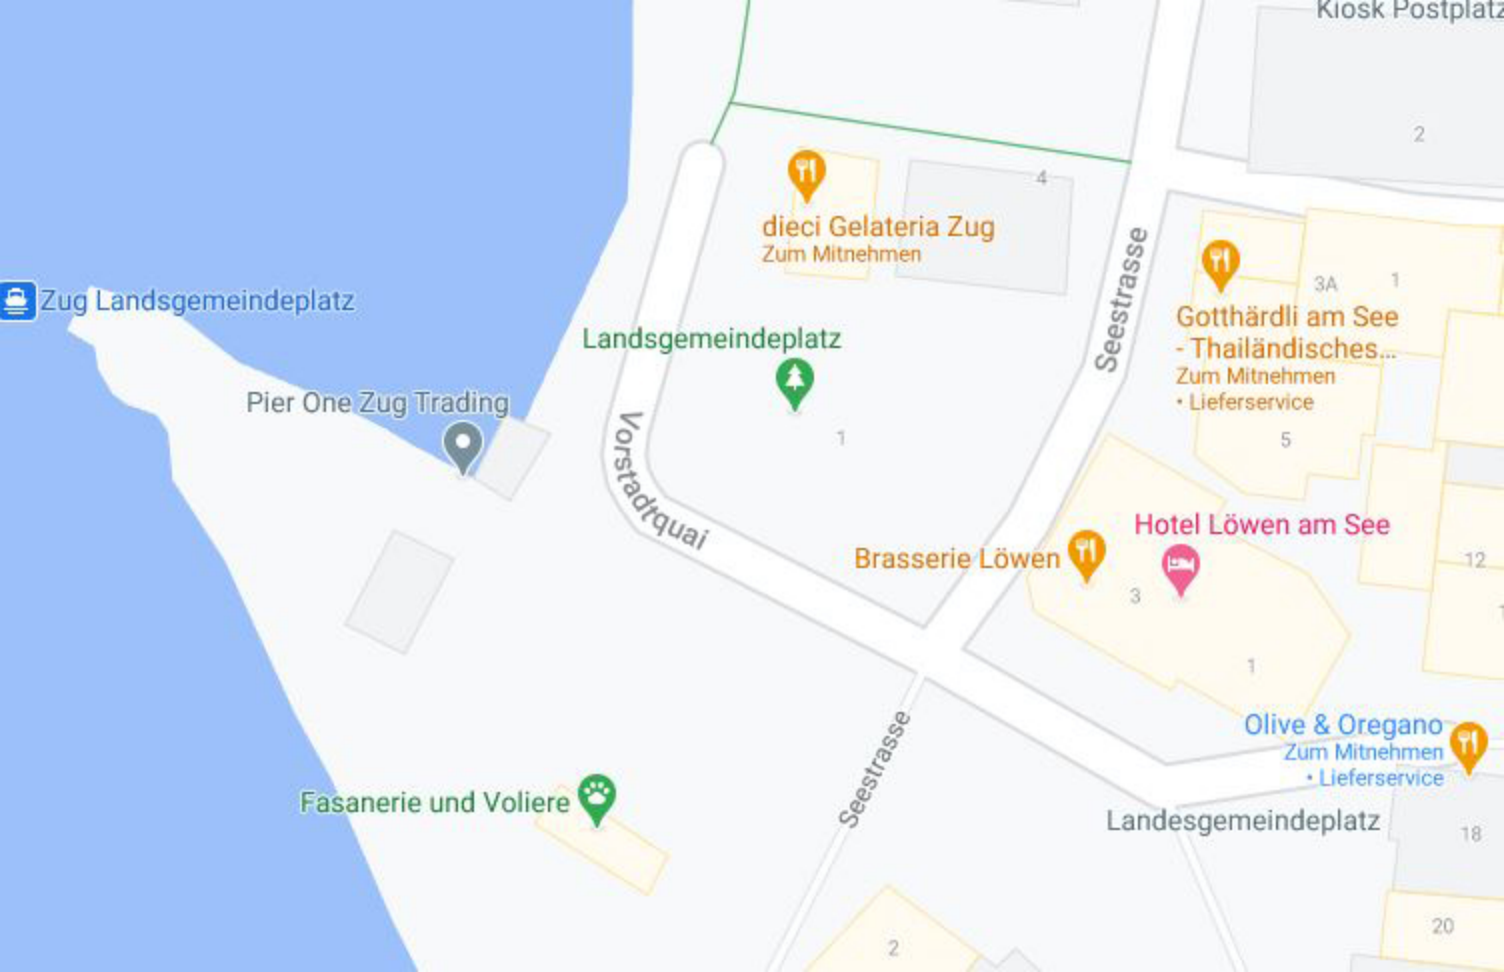 Kiosk Postplatz
2
4
dieci Gelateria Zug
Zum Mitnehmen
Seestrasse
3A
1
Zug Landsgemeindeplatz
Landsgemeindeplatz
Gotthärdli am See
- Thailändisches...
Zum Mitnehmen
• Lieferservice
Pier One Zug Trading
1
5
Vorstadtquai
Hotel Löwen am See
Brasserie Löwen
12
3
1
Seestrasse
Olive & Oregano
Zum Mitnehmen
• Lieferservice
Fasanerie und Voliere
Landesgemeindeplatz
18
20
2